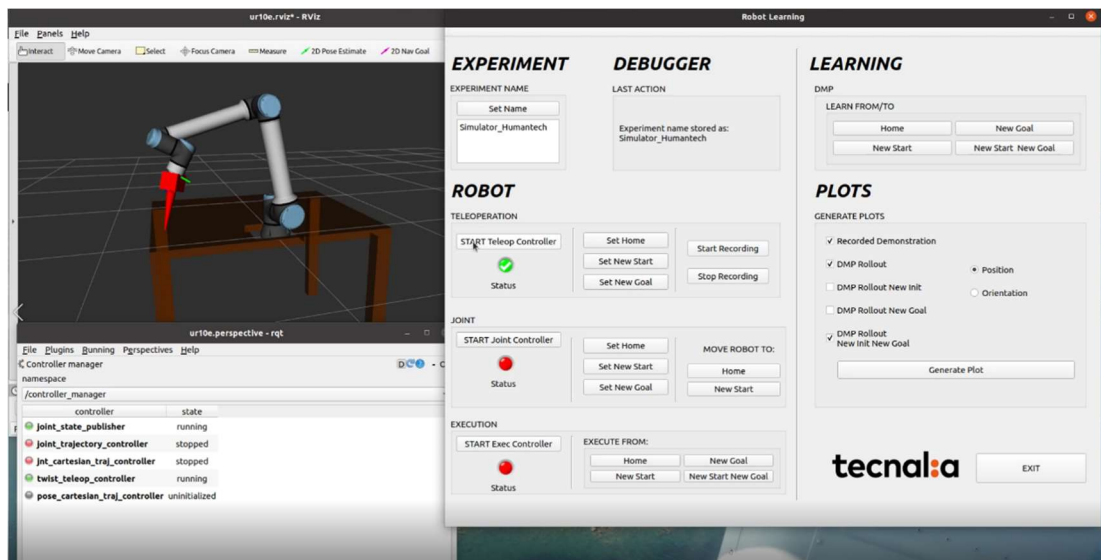 ur10e.rviz* - RViz
File Panels Help
Interact Move Camera Select Focus Camera Measure 2D Pose Estimate 2D Nav Goal
ur10e.perspective - rqt
File Plugins Running Perspectives Help
Controller manager
namespace
/controller_manager
controller state
joint_state_publisher running
joint_trajectory_controller stopped
jnt_cartesian_traj_controller stopped
twist_teleop_controller running
pose_cartesian_traj_controller uninitialized
Robot Learning
EXPERIMENT
EXPERIMENT NAME
Set Name
Simulator_Humantech
DEBUGGER
LAST ACTION
Experiment name stored as:
Simulator_Humantech
LEARNING
DMP
LEARN FROM/TO
Home New Goal
New Start New Start New Goal
ROBOT
TELEOPERATION
START Teleop Controller
Status
Set Home
Set New Start
Set New Goal
Start Recording
Stop Recording
JOINT
START Joint Controller
Status
Set Home
Set New Start
Set New Goal
MOVE ROBOT TO:
Home
New Start
EXECUTION
START Exec Controller
Status
EXECUTE FROM:
Home New Goal
New Start New Start New Goal
PLOTS
GENERATE PLOTS
Recorded Demonstration
DMP Rollout
DMP Rollout New Init
DMP Rollout New Goal
DMP Rollout
New Init New Goal
Position
Orientation
Generate Plot
tecnalia
EXIT